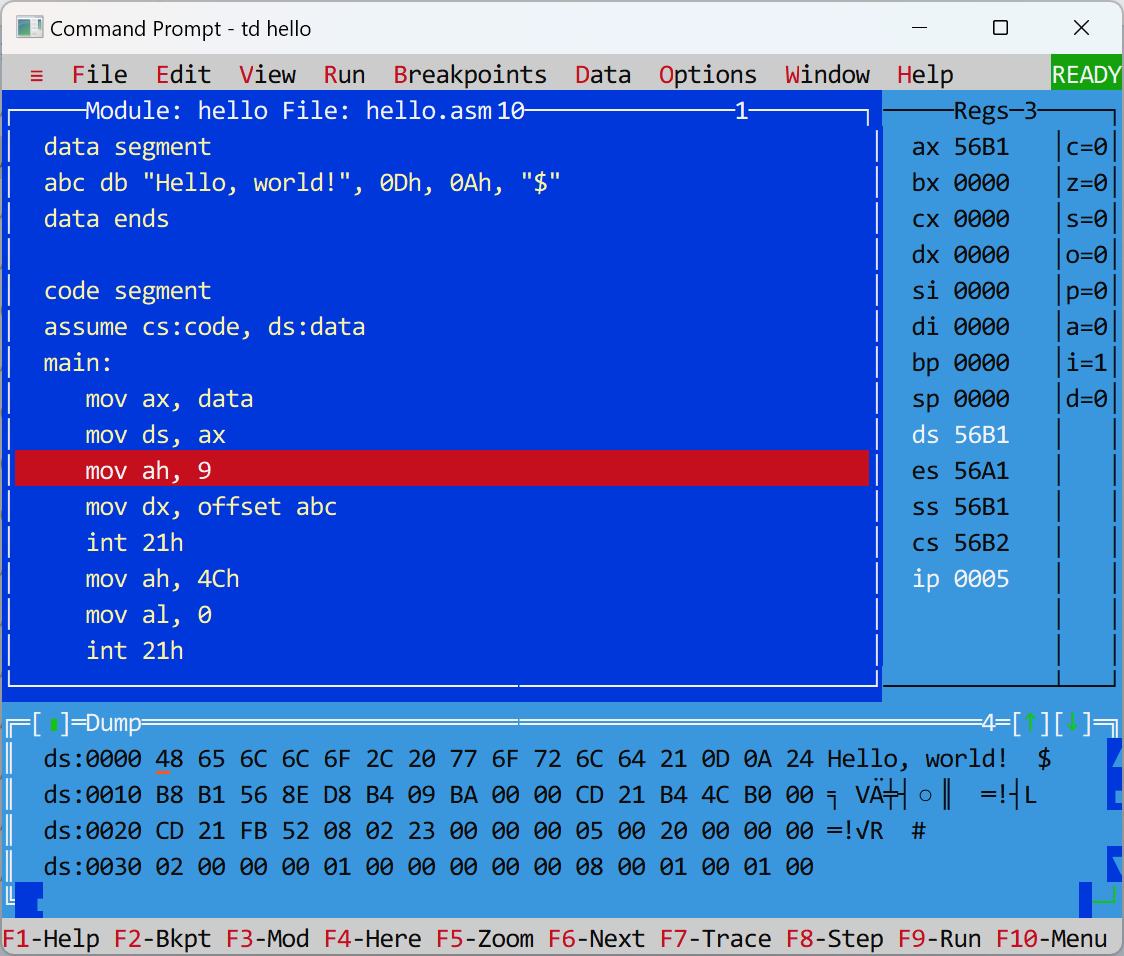 Command Prompt - td hello
≡ File Edit View Run Breakpoints Data Options Window Help READY
Module: hello File: hello.asm 10 1
data segment
abc db "Hello, world!", 0Dh, 0Ah, "$"
data ends
code segment
assume cs:code, ds:data
main:
mov ax, data
mov ds, ax
mov ah, 9
mov dx, offset abc
int 21h
mov ah, 4Ch
mov al, 0
int 21h
Regs 3
ax 56B1 c=0
bx 0000 z=0
cx 0000 s=0
dx 0000 o=0
si 0000 p=0
di 0000 a=0
bp 0000 i=1
sp 0000 d=0
ds 56B1
es 56A1
ss 56B1
cs 56B2
ip 0005
[▮]=Dump 4=[↑][↓]
ds:0000 48 65 6C 6C 6F 2C 20 77 6F 72 6C 64 21 0D 0A 24 Hello, world!  $
ds:0010 B8 B1 56 8E D8 B4 09 BA 00 00 CD 21 B4 4C B0 00 ╕ VÄ╪┤○║  ═!┤L
ds:0020 CD 21 FB 52 08 02 23 00 00 00 05 00 20 00 00 00 ═!√R  #
ds:0030 02 00 00 00 01 00 00 00 00 00 08 00 01 00 01 00
F1-Help F2-Bkpt F3-Mod F4-Here F5-Zoom F6-Next F7-Trace F8-Step F9-Run F10-Menu